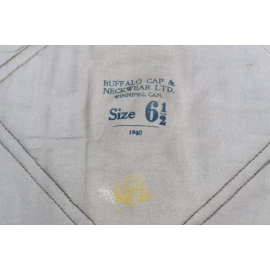 BUFFALO CAP &
NECKWEAR LTD.
WINNIPEG, CAN.
Size 6½
1940